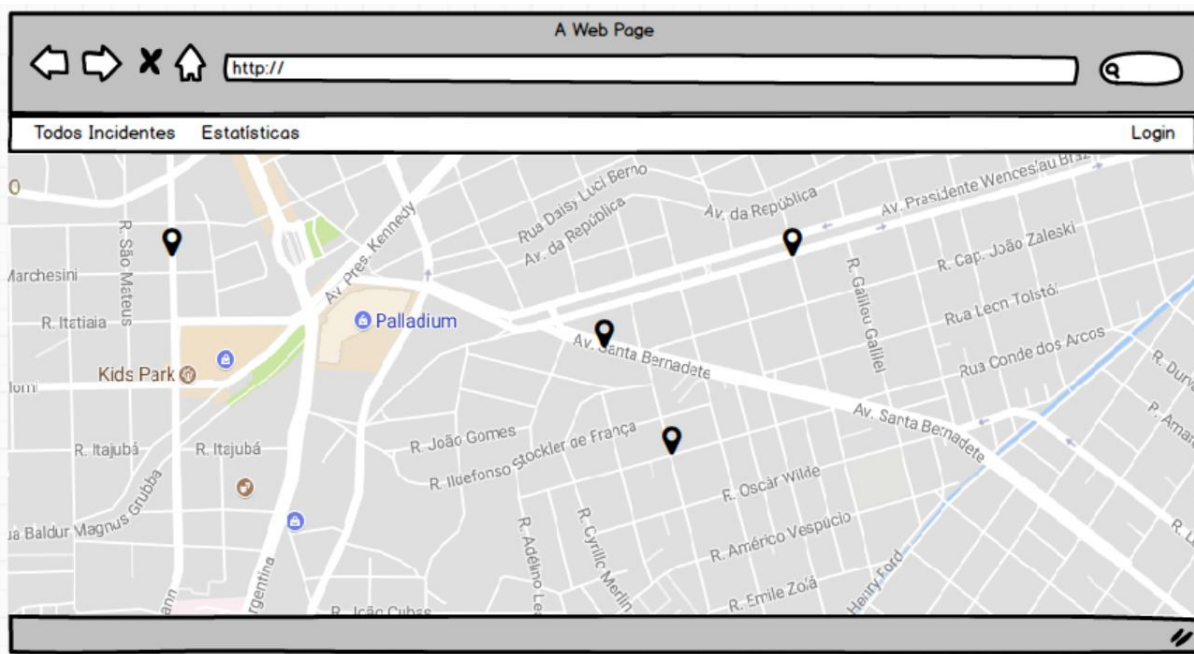 A Web Page
http://
Todos Incidentes Estatísticas Login
Rua Daisy Luci Berno
Av. da República
Av. da República
Av. Presidente Wenceslau Braz
R. São Mateus
Av. Pres. Kennedy
Marchesini
R. Cap. João Zaleski
R. Galileu Galilei
Rua Leon Tolstói
R. Itatiaia
Palladium
Av. Santa Bernadete
Rua Conde dos Arcos
Kids Park
Av. Santa Bernadete
R. João Gomes
R. Ildefonso Stockler de França
R. Itajubá
R. Itajubá
R. Oscar Wilde
Baldur Magnus Grubba
R. Américo Vespúcio
R. Cyrillo Merlin
R. Adelino
R. Emile Zolá
Henry Ford